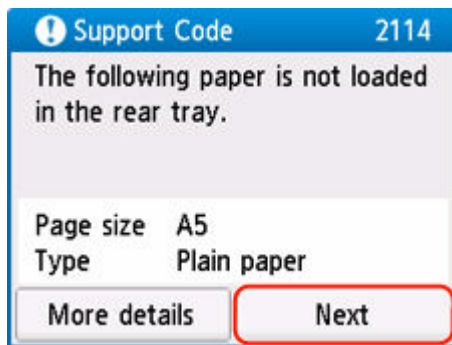 Support Code 2114
The following paper is not loaded
in the rear tray.
Page size A5
Type Plain paper
More details Next